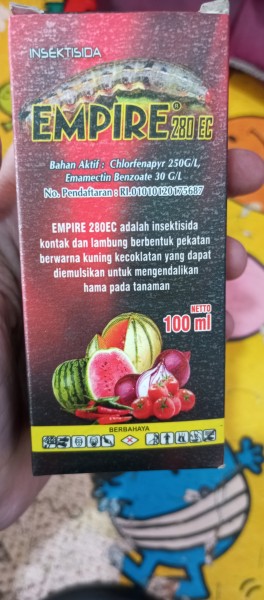 INSEKTISIDA
EMPIRE® 280 EC
Bahan Aktif : Chlorfenapyr 250G/L,
Emamectin Benzoate 30 G/L
No. Pendaftaran : RI.01010120175687
EMPIRE 280EC adalah insektisida
kontak dan lambung berbentuk pekatan
berwarna kuning kecoklatan yang dapat
diemulsikan untuk mengendalikan
hama pada tanaman
NETTO
100 ml
BERBAHAYA